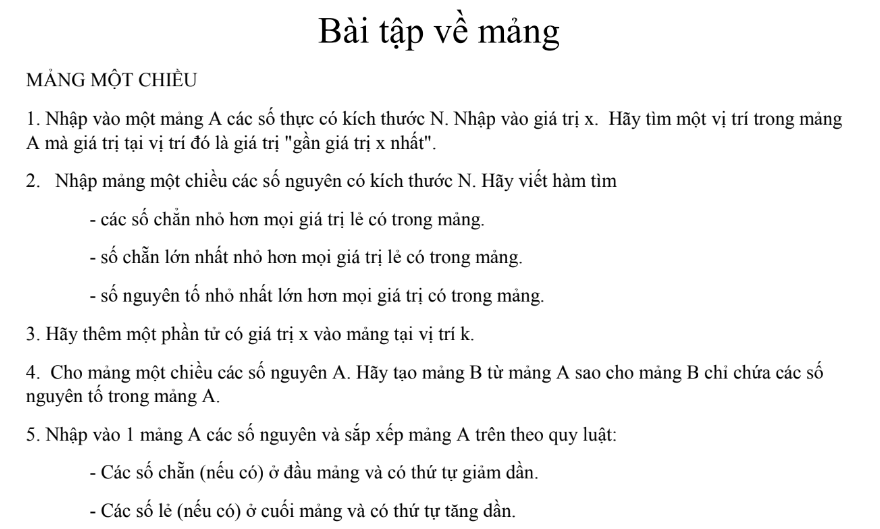 Bài tập về mảng
MẢNG MỘT CHIỀU
1. Nhập vào một mảng A các số thực có kích thước N. Nhập vào giá trị x. Hãy tìm một vị trí trong mảng
A mà giá trị tại vị trí đó là giá trị "gần giá trị x nhất".
2. Nhập mảng một chiều các số nguyên có kích thước N. Hãy viết hàm tìm
- các số chẵn nhỏ hơn mọi giá trị lẻ có trong mảng.
- số chẵn lớn nhất nhỏ hơn mọi giá trị lẻ có trong mảng.
- số nguyên tố nhỏ nhất lớn hơn mọi giá trị có trong mảng.
3. Hãy thêm một phần tử có giá trị x vào mảng tại vị trí k.
4. Cho mảng một chiều các số nguyên A. Hãy tạo mảng B từ mảng A sao cho mảng B chỉ chứa các số
nguyên tố trong mảng A.
5. Nhập vào 1 mảng A các số nguyên và sắp xếp mảng A trên theo quy luật:
- Các số chẵn (nếu có) ở đầu mảng và có thứ tự giảm dần.
- Các số lẻ (nếu có) ở cuối mảng và có thứ tự tăng dần.